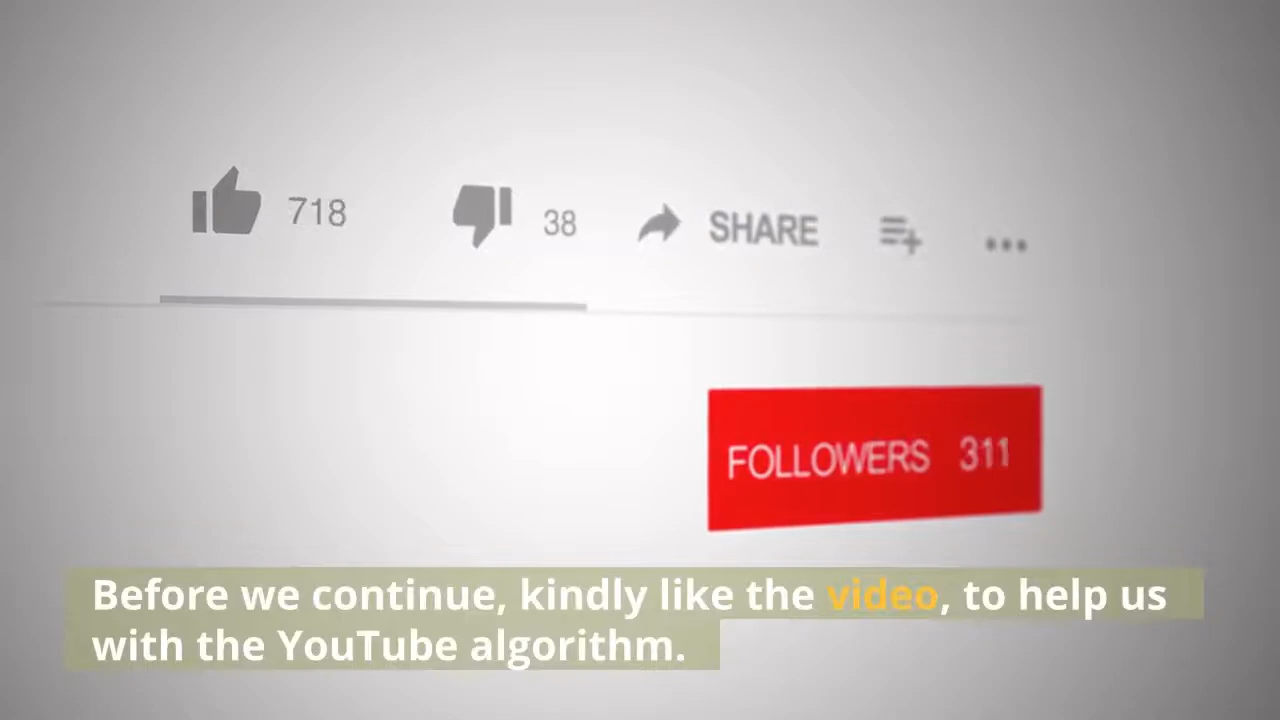 718 38 SHARE
FOLLOWERS 311
Before we continue, kindly like the video, to help us
with the YouTube algorithm.